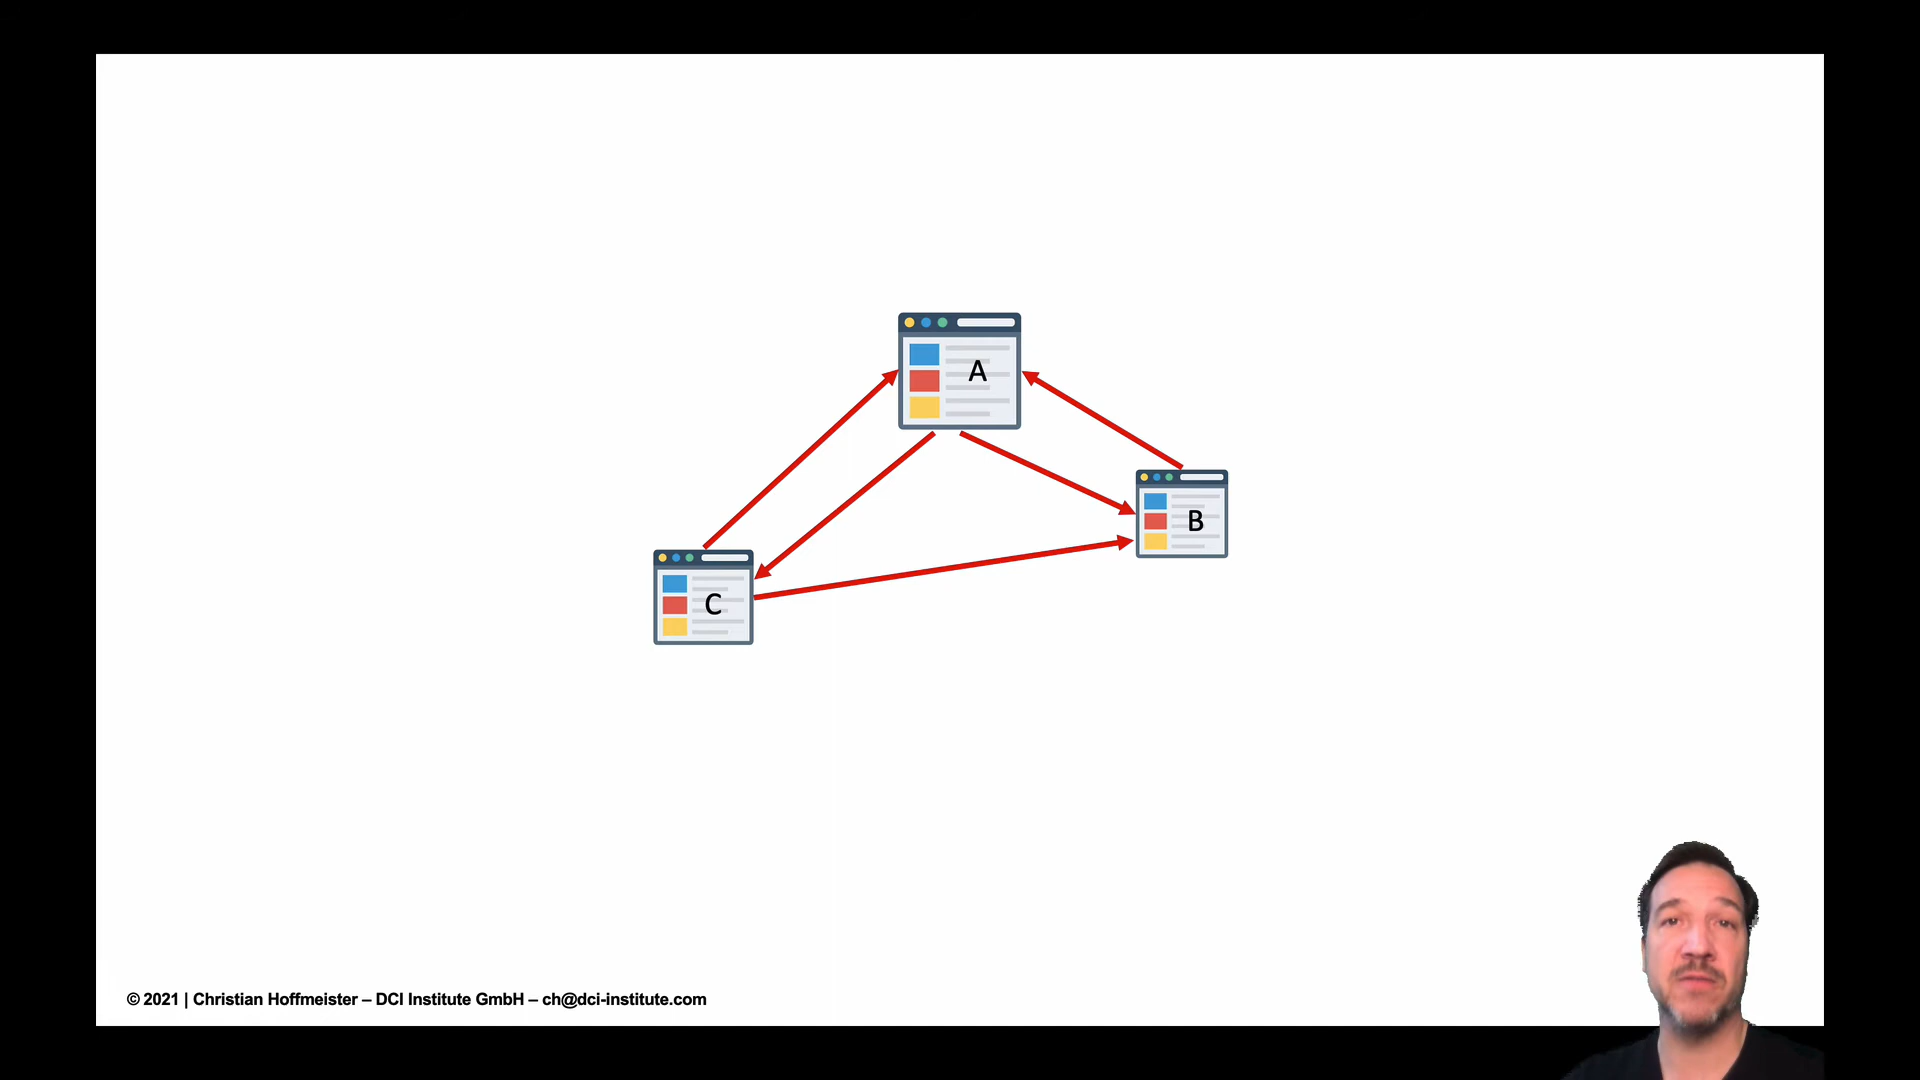 A
B
C
© 2021 | Christian Hoffmeister – DCI Institute GmbH – ch@dci-institute.com